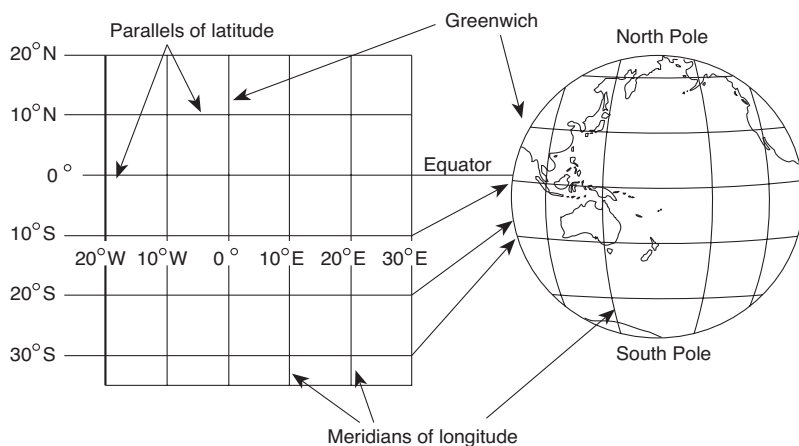 Parallels of latitude
Greenwich
North Pole
20°N
10°N
0°
Equator
10°S
20°W 10°W 0° 10°E 20°E 30°E
20°S
30°S
South Pole
Meridians of longitude